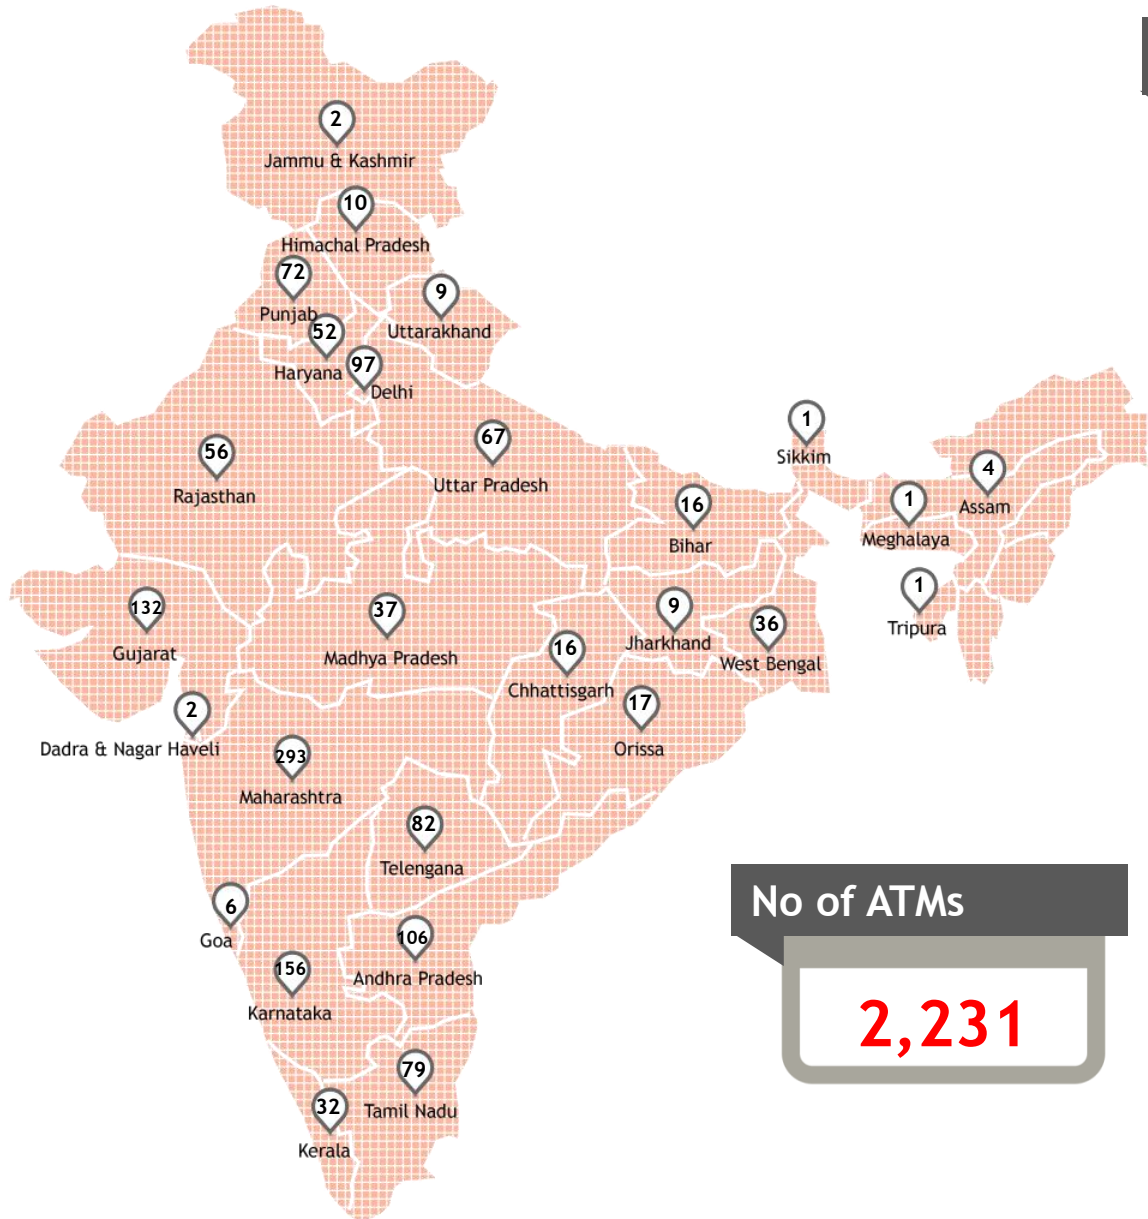 2
Jammu & Kashmir
10
Himachal Pradesh
72
Punjab
9
Uttarakhand
52
Haryana
97
Delhi
56
Rajasthan
67
Uttar Pradesh
1
Sikkim
4
Assam
1
Meghalaya
16
Bihar
1
Tripura
132
Gujarat
37
Madhya Pradesh
9
Jharkhand
36
West Bengal
16
Chhattisgarh
17
Orissa
2
Dadra & Nagar Haveli
293
Maharashtra
82
Telengana
6
Goa
106
Andhra Pradesh
156
Karnataka
79
Tamil Nadu
32
Kerala
No of ATMs
2,231